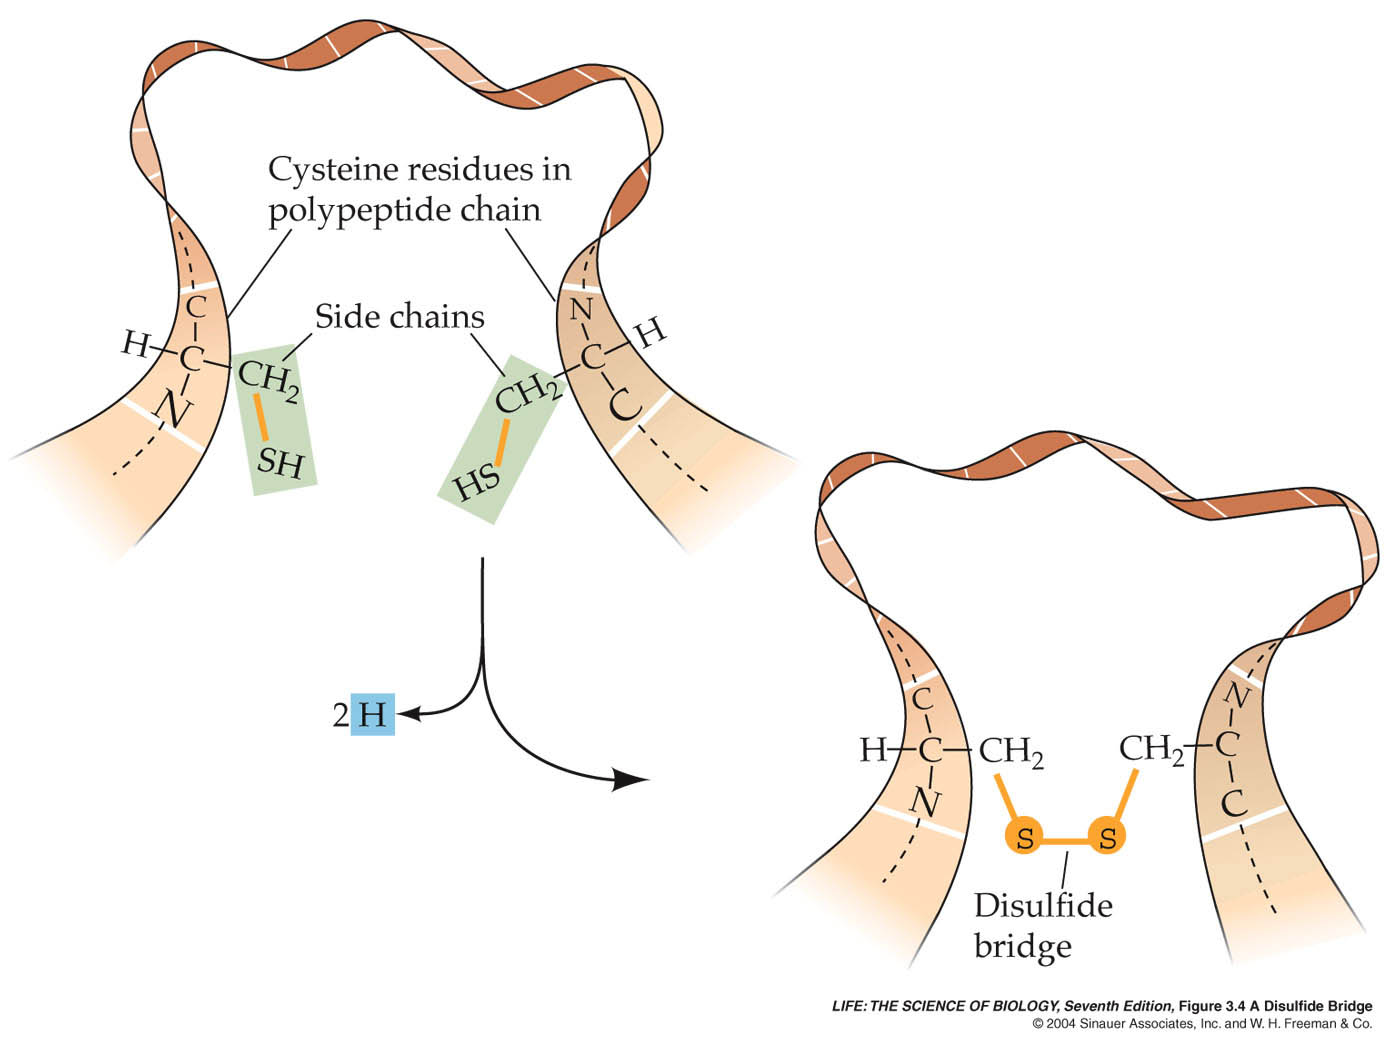 Cysteine residues in
polypeptide chain
Side chains
C
H C CH₂
N
SH
N
H
C
CH₂
C
HS
2 H
C
H C CH₂
N
S S
N
CH₂ C
C
Disulfide
bridge
LIFE: THE SCIENCE OF BIOLOGY, Seventh Edition, Figure 3.4 A Disulfide Bridge
© 2004 Sinauer Associates, Inc. and W. H. Freeman & Co.